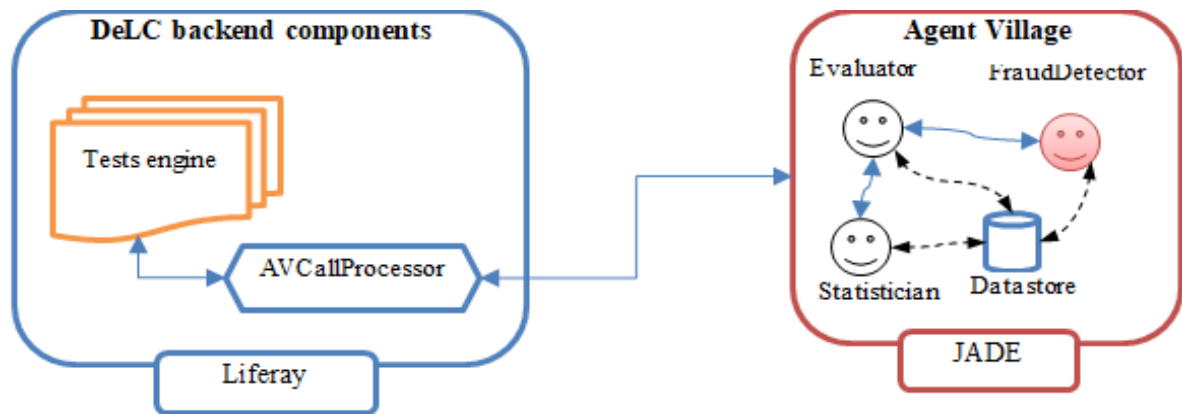 DeLC backend components
Tests engine
AVCallProcessor
Liferay
Agent Village
Evaluator
FraudDetector
Statistician
Datastore
JADE